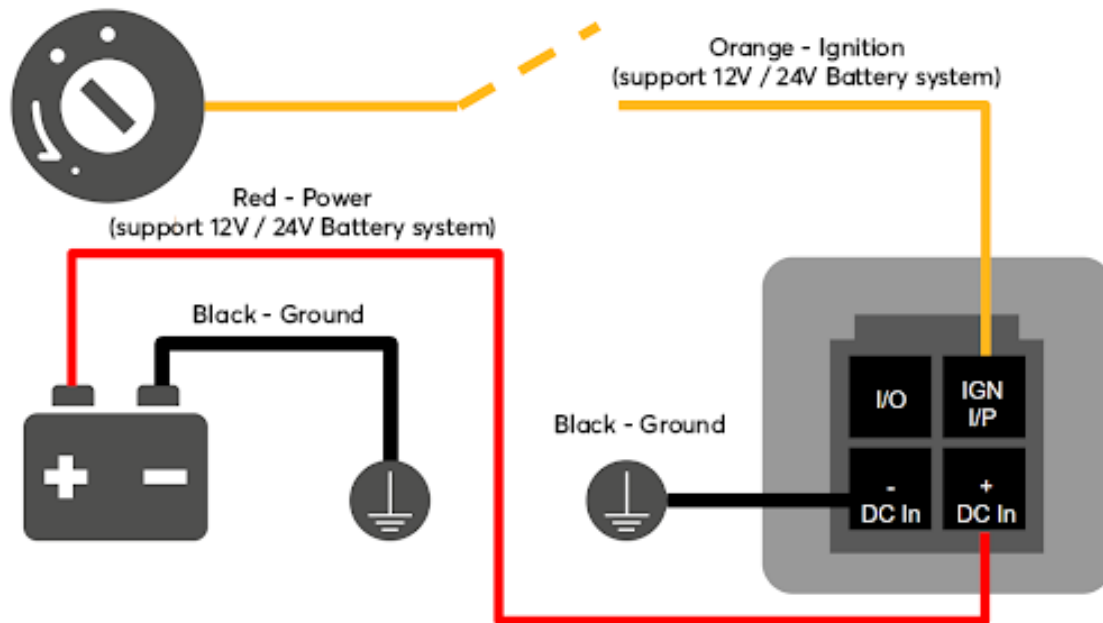 Orange - Ignition
(support 12V / 24V Battery system)
Red - Power
(support 12V / 24V Battery system)
Black - Ground
+ -
I/O
IGN
I/P
Black - Ground
-
DC In
+
DC In